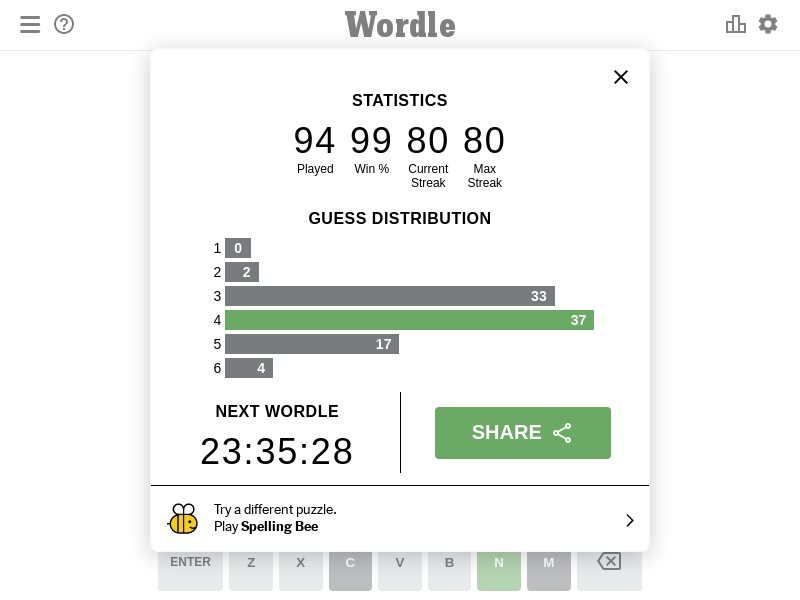 Wordle
STATISTICS
94 99 80 80
Played Win % Current Streak Max Streak
GUESS DISTRIBUTION
1 0
2 2
3 33
4 37
5 17
6 4
NEXT WORDLE
23:35:28
SHARE
Try a different puzzle.
Play Spelling Bee
ENTER Z X C V B N M